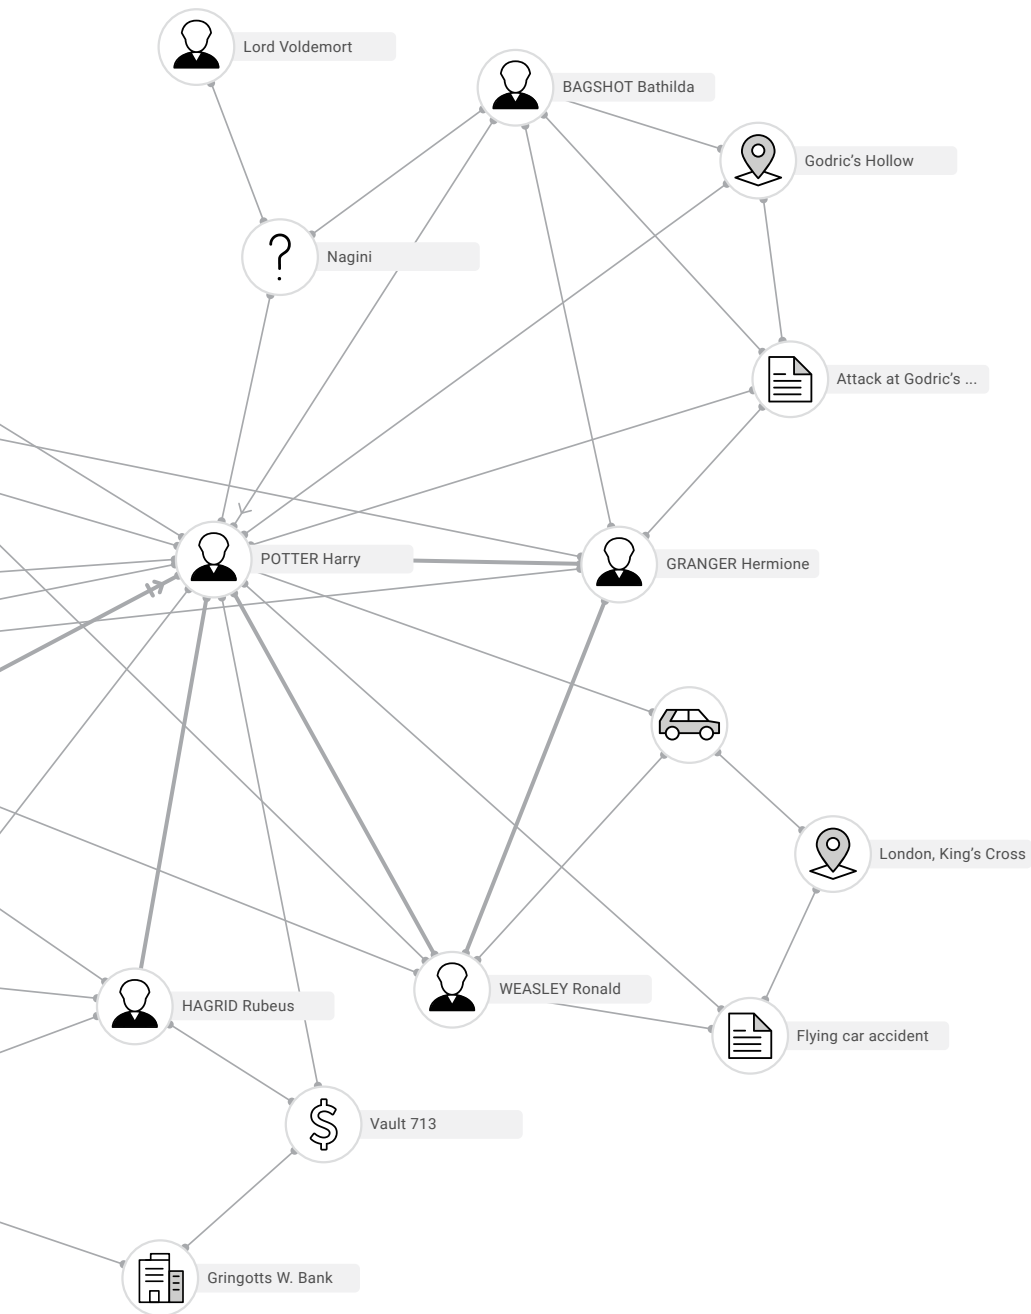 Lord Voldemort
BAGSHOT Bathilda
Godric’s Hollow
Nagini
Attack at Godric’s ...
POTTER Harry
GRANGER Hermione
London, King’s Cross
WEASLEY Ronald
HAGRID Rubeus
Flying car accident
Vault 713
Gringotts W. Bank